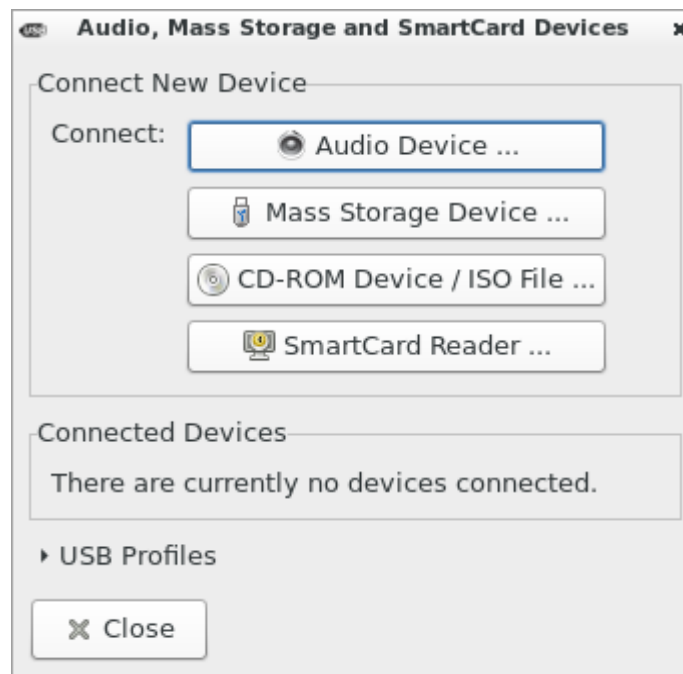 Audio, Mass Storage and SmartCard Devices
Connect New Device
Connect: Audio Device ...
Mass Storage Device ...
CD-ROM Device / ISO File ...
SmartCard Reader ...
Connected Devices
There are currently no devices connected.
USB Profiles
Close